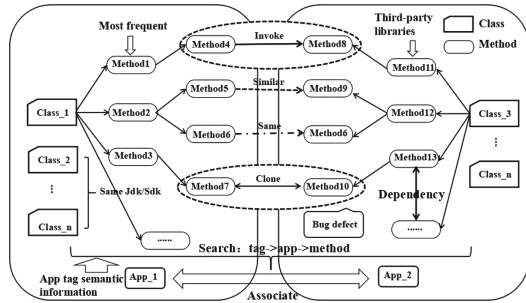 Most frequent
Invoke
Third-party
libraries
Class
Method
Method1
Method4
Method8
Method11
Similar
Method5
Method9
Class_1
Method2
Method12
Class_3
Same
Method6
Method6
⋮
Class_2
Method3
Method13
Class_n
Clone
Method7
Method10
⋮
Same Jdk/Sdk
Dependency
Class_n
Bug defect
......
......
Search: tag->app->method
App tag semantic
information
App_1
App_2
Associate